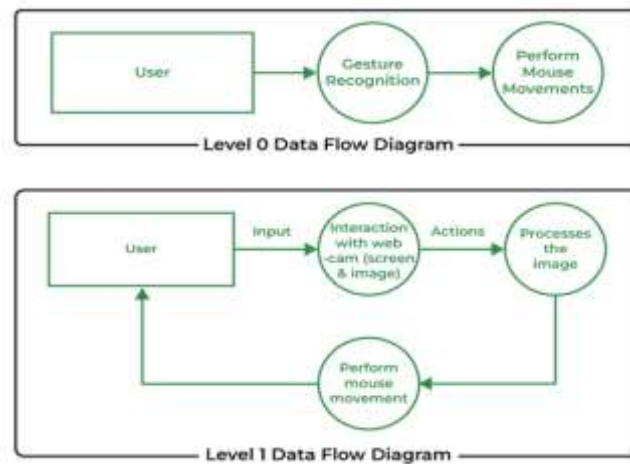 User
Gesture
Recognition
Perform
Mouse
Movements
Level 0 Data Flow Diagram
User
Input
Interaction
with web
-cam (screen
& image)
Actions
Processes
the
image
Perform
mouse
movement
Level 1 Data Flow Diagram